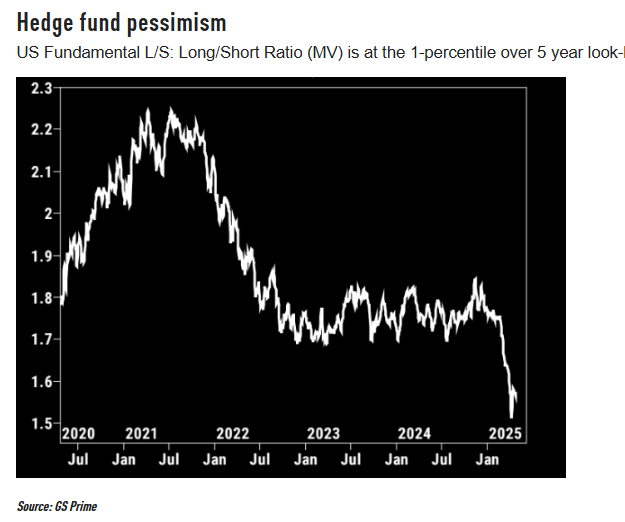 Hedge fund pessimism
US Fundamental L/S: Long/Short Ratio (MV) is at the 1-percentile over 5 year look-
2.3
2.2
2.1
2
1.9
1.8
1.7
1.6
1.5
2020 2021 2022 2023 2024 2025
Jul Jan Jul Jan Jul Jan Jul Jan Jul Jan
Source: GS Prime